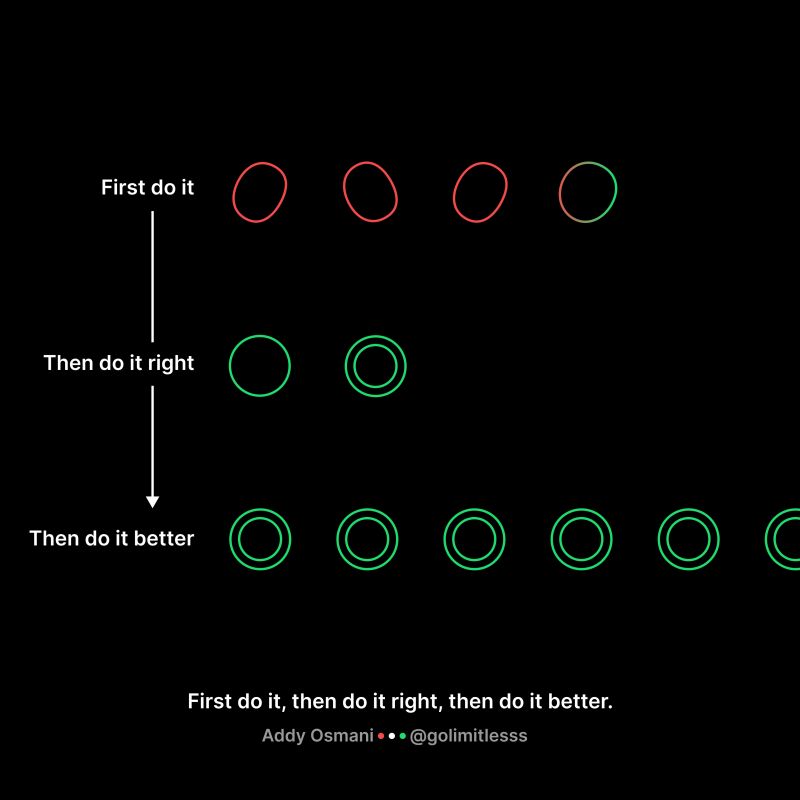 First do it
Then do it right
Then do it better
First do it, then do it right, then do it better.
Addy Osmani @golimitlesss